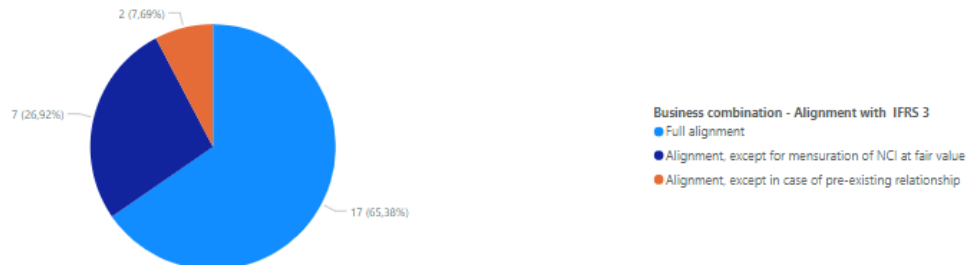 2 (7,69%)
7 (26,92%)
17 (65,38%)
Business combination - Alignment with IFRS 3
Full alignment
Alignment, except for mensuration of NCI at fair value
Alignment, except in case of pre-existing relationship